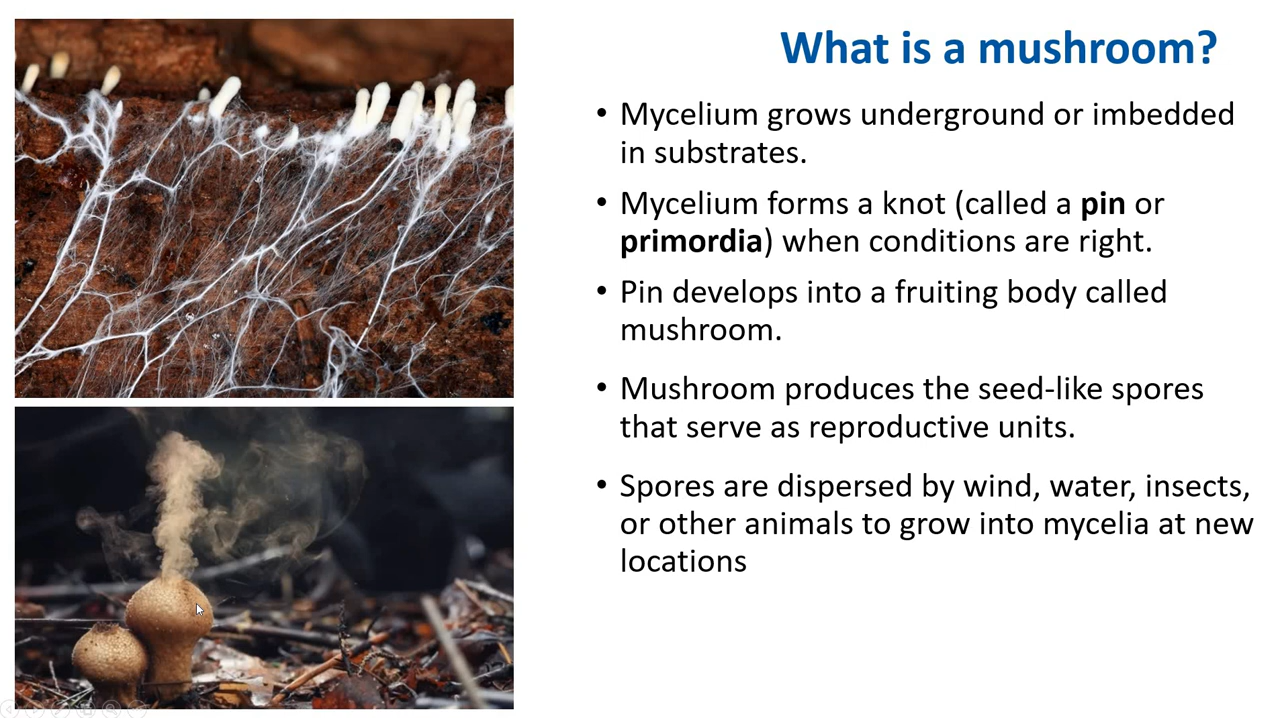 What is a mushroom?
• Mycelium grows underground or imbedded
in substrates.
• Mycelium forms a knot (called a pin or
primordia) when conditions are right.
• Pin develops into a fruiting body called
mushroom.
• Mushroom produces the seed-like spores
that serve as reproductive units.
• Spores are dispersed by wind, water, insects,
or other animals to grow into mycelia at new
locations